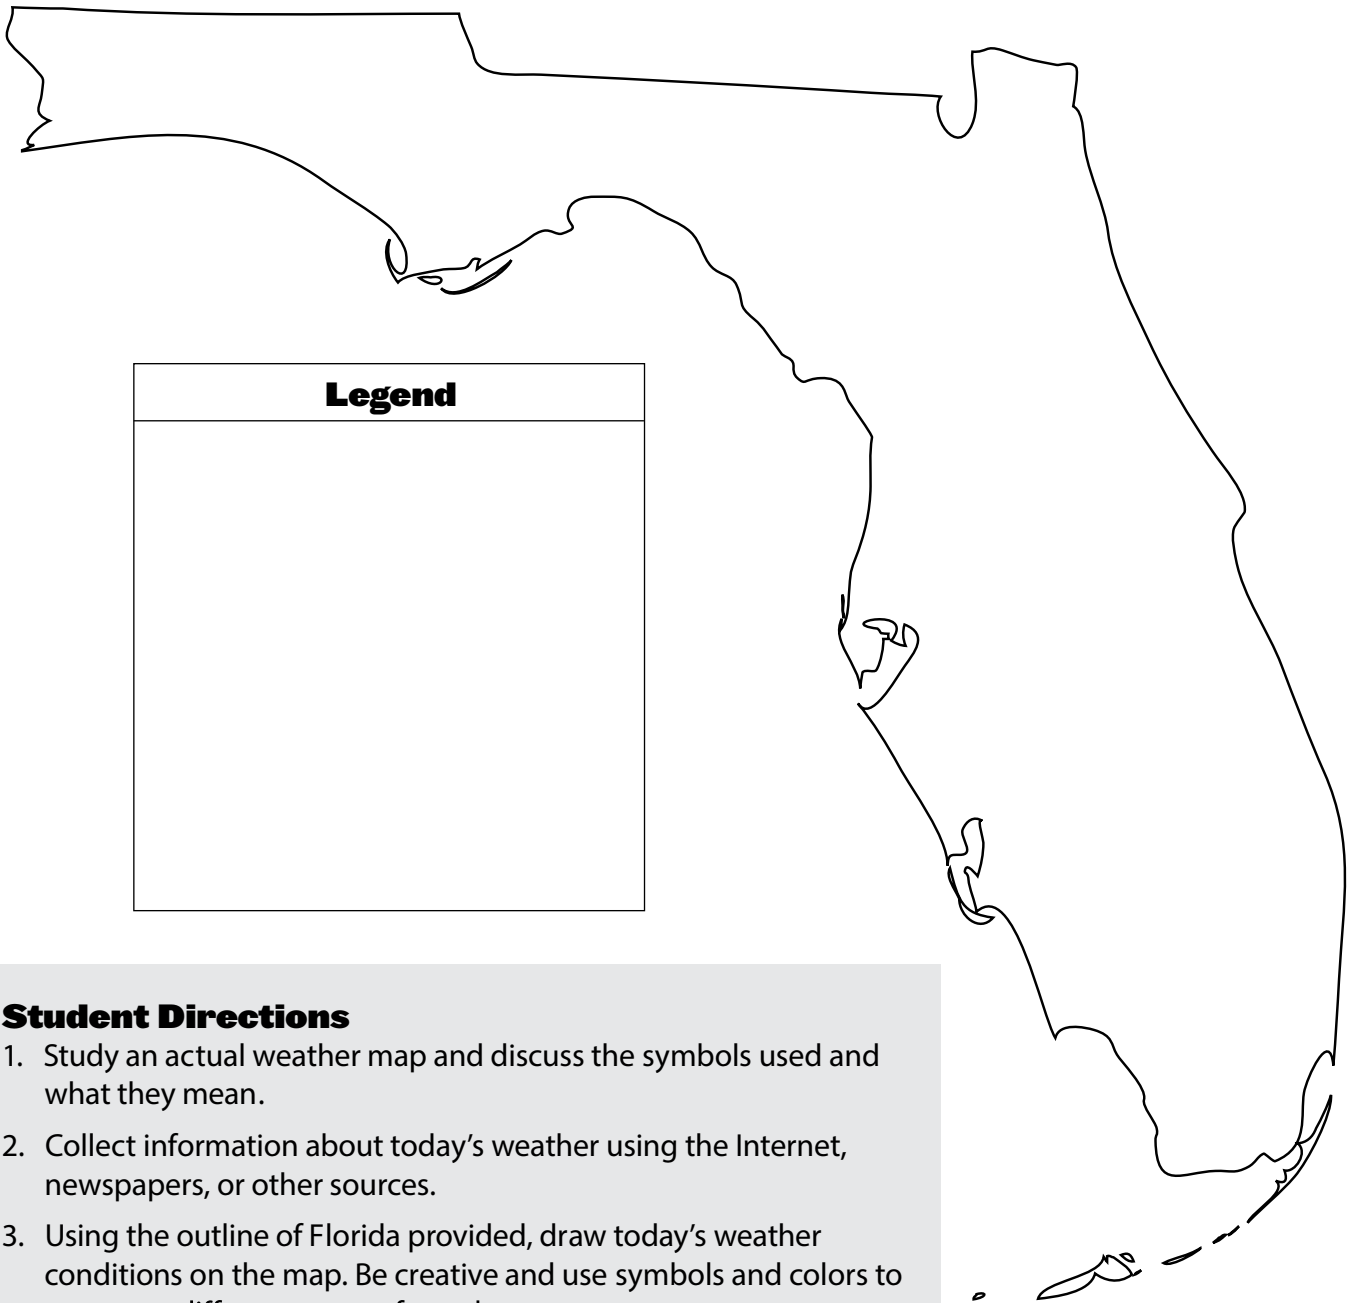 Legend
Student Directions
1. Study an actual weather map and discuss the symbols used and
what they mean.
2. Collect information about today’s weather using the Internet,
newspapers, or other sources.
3. Using the outline of Florida provided, draw today’s weather
conditions on the map. Be creative and use symbols and colors to